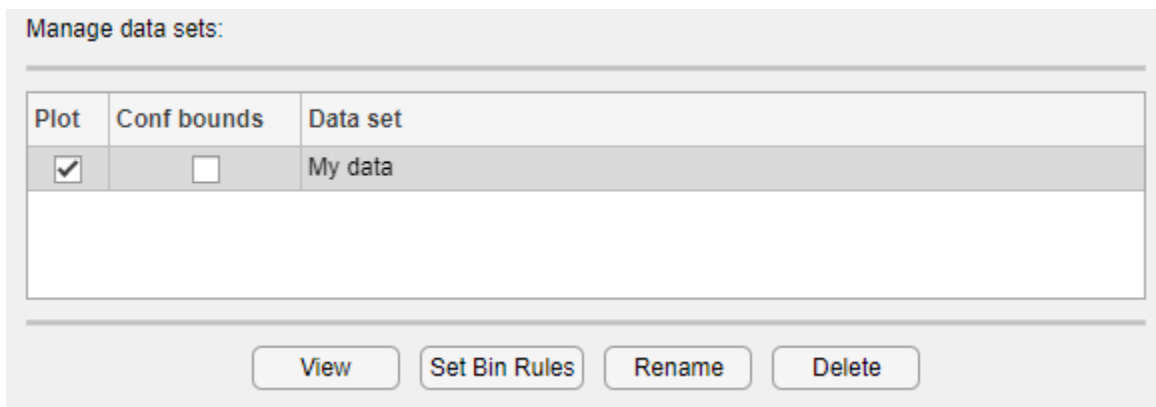 Manage data sets:
Plot Conf bounds Data set
My data
View Set Bin Rules Rename Delete